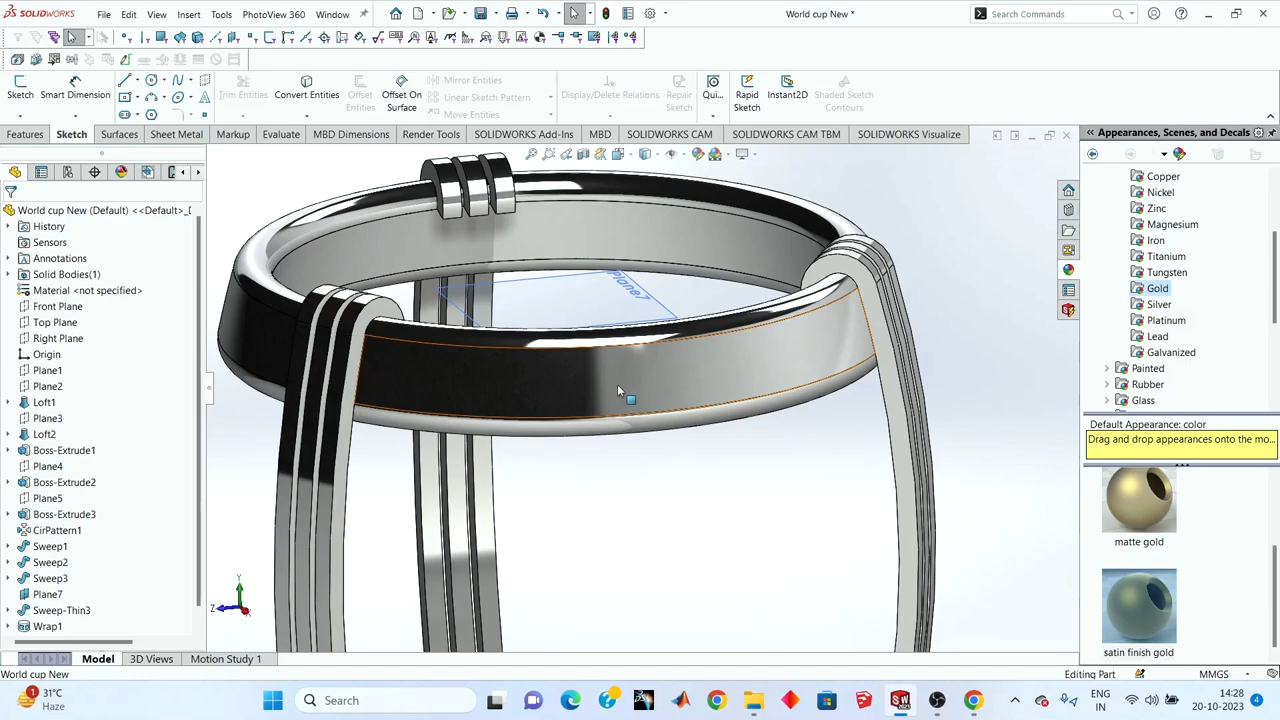 SOLIDWORKS
File Edit View Insert Tools PhotoView 360 Window
World cup New *
Search Commands
Sketch
Smart Dimension
Trim Entities
Convert Entities
Offset Entities
Offset On Surface
Mirror Entities
Linear Sketch Pattern
Move Entities
Display/Delete Relations
Repair Sketch
Qui...
Rapid Sketch
Instant2D
Shaded Sketch Contours
Features Sketch Surfaces Sheet Metal Markup Evaluate MBD Dimensions Render Tools SOLIDWORKS Add-Ins MBD SOLIDWORKS CAM SOLIDWORKS CAM TBM SOLIDWORKS Visualize
World cup New (Default) <<Default>_D
History
Sensors
Annotations
Solid Bodies(1)
Material <not specified>
Front Plane
Top Plane
Right Plane
Origin
Plane1
Plane2
Loft1
Plane3
Loft2
Boss-Extrude1
Plane4
Boss-Extrude2
Plane5
Boss-Extrude3
CirPattern1
Sweep1
Sweep2
Sweep3
Plane7
Sweep-Thin3
Wrap1
Plane7
Y
Z
X
Appearances, Scenes, and Decals
Copper
Nickel
Zinc
Magnesium
Iron
Titanium
Tungsten
Gold
Silver
Platinum
Lead
Galvanized
Painted
Rubber
Glass
Default Appearance: color
Drag and drop appearances onto the mo...
matte gold
satin finish gold
Model 3D Views Motion Study 1
World cup New
Editing Part
MMGS
1
31°C
Haze
Search
ENG
IN
14:28
20-10-2023
4